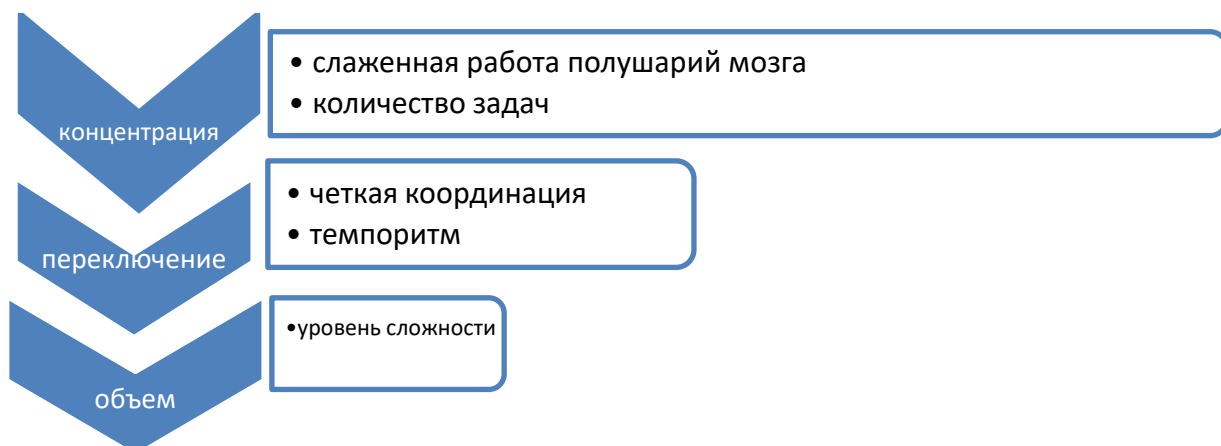 концентрация
• слаженная работа полушарий мозга
• количество задач
переключение
• четкая координация
• темпоритм
объем
•уровень сложности